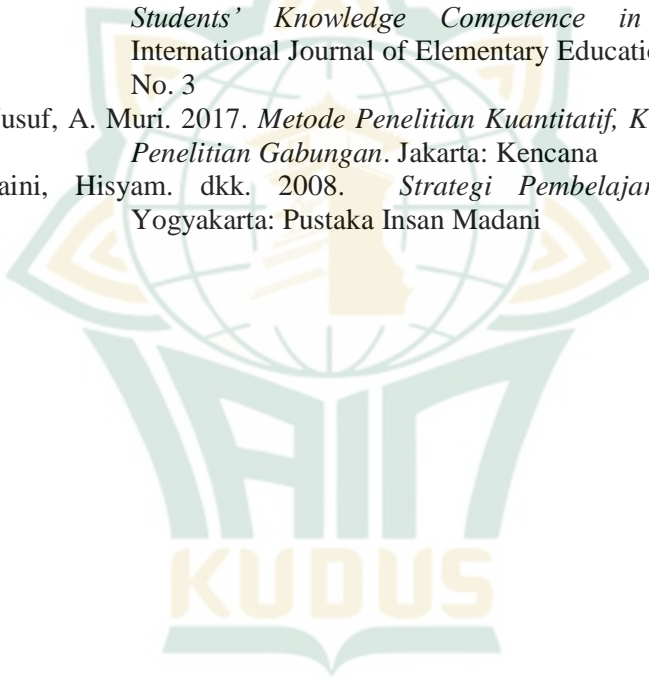 Students' Knowledge Competence in
International Journal of Elementary Educatio
No. 3
usuf, A. Muri. 2017. Metode Penelitian Kuantitatif, K
Penelitian Gabungan. Jakarta: Kencana
aini, Hisyam. dkk. 2008. Strategi Pembelajar
Yogyakarta: Pustaka Insan Madani
IAIN
KUDUS